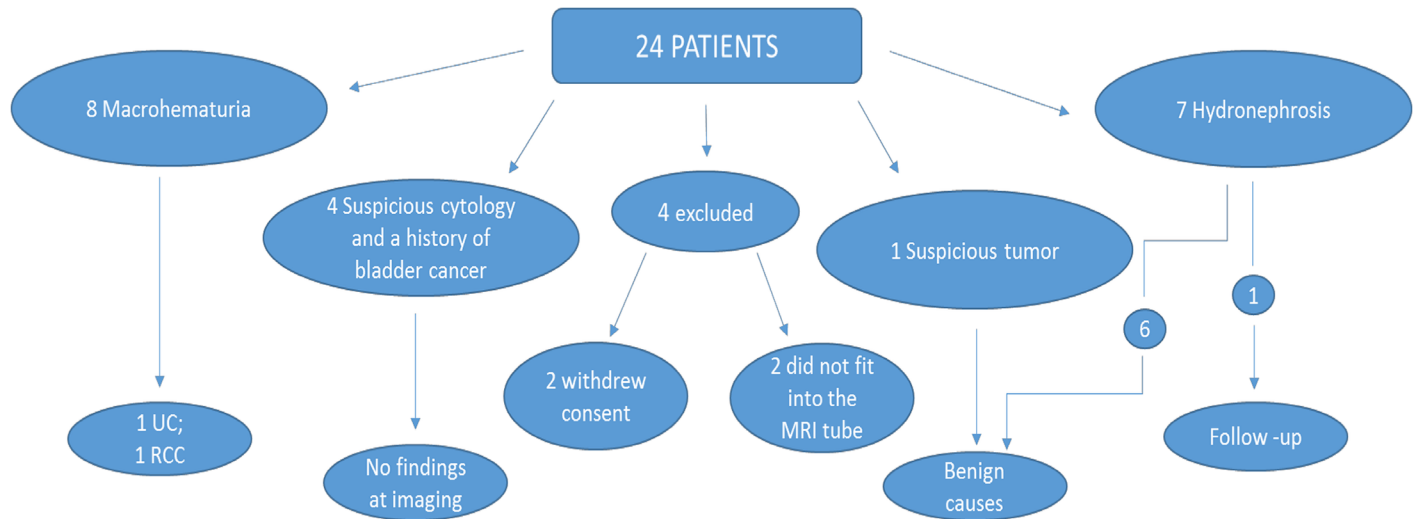 24 PATIENTS
8 Macrohematuria
7 Hydronephrosis
4 Suspicious cytology
and a history of
bladder cancer
4 excluded
1 Suspicious tumor
1
6
2 withdrew
consent
2 did not fit
into the
MRI tube
1 UC;
1 RCC
No findings
at imaging
Benign
causes
Follow -up